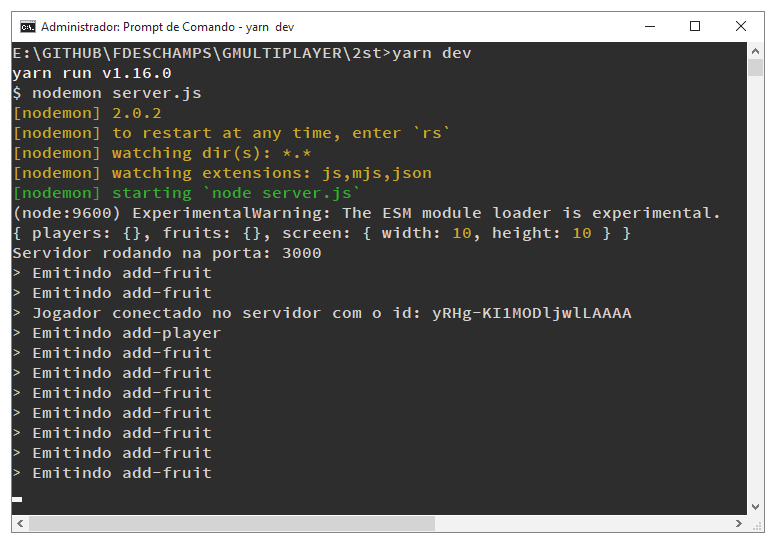 Administrador: Prompt de Comando - yarn dev
E:\GITHUB\FDESCHAMPS\GMULTIPLAYER\2st>yarn dev
yarn run v1.16.0
$ nodemon server.js
[nodemon] 2.0.2
[nodemon] to restart at any time, enter `rs`
[nodemon] watching dir(s): *.*
[nodemon] watching extensions: js,mjs,json
[nodemon] starting `node server.js`
(node:9600) ExperimentalWarning: The ESM module loader is experimental.
{ players: {}, fruits: {}, screen: { width: 10, height: 10 } }
Servidor rodando na porta: 3000
> Emitindo add-fruit
> Emitindo add-fruit
> Jogador conectado no servidor com o id: yRHg-KI1MODljwlLAAAA
> Emitindo add-player
> Emitindo add-fruit
> Emitindo add-fruit
> Emitindo add-fruit
> Emitindo add-fruit
> Emitindo add-fruit
> Emitindo add-fruit
> Emitindo add-fruit